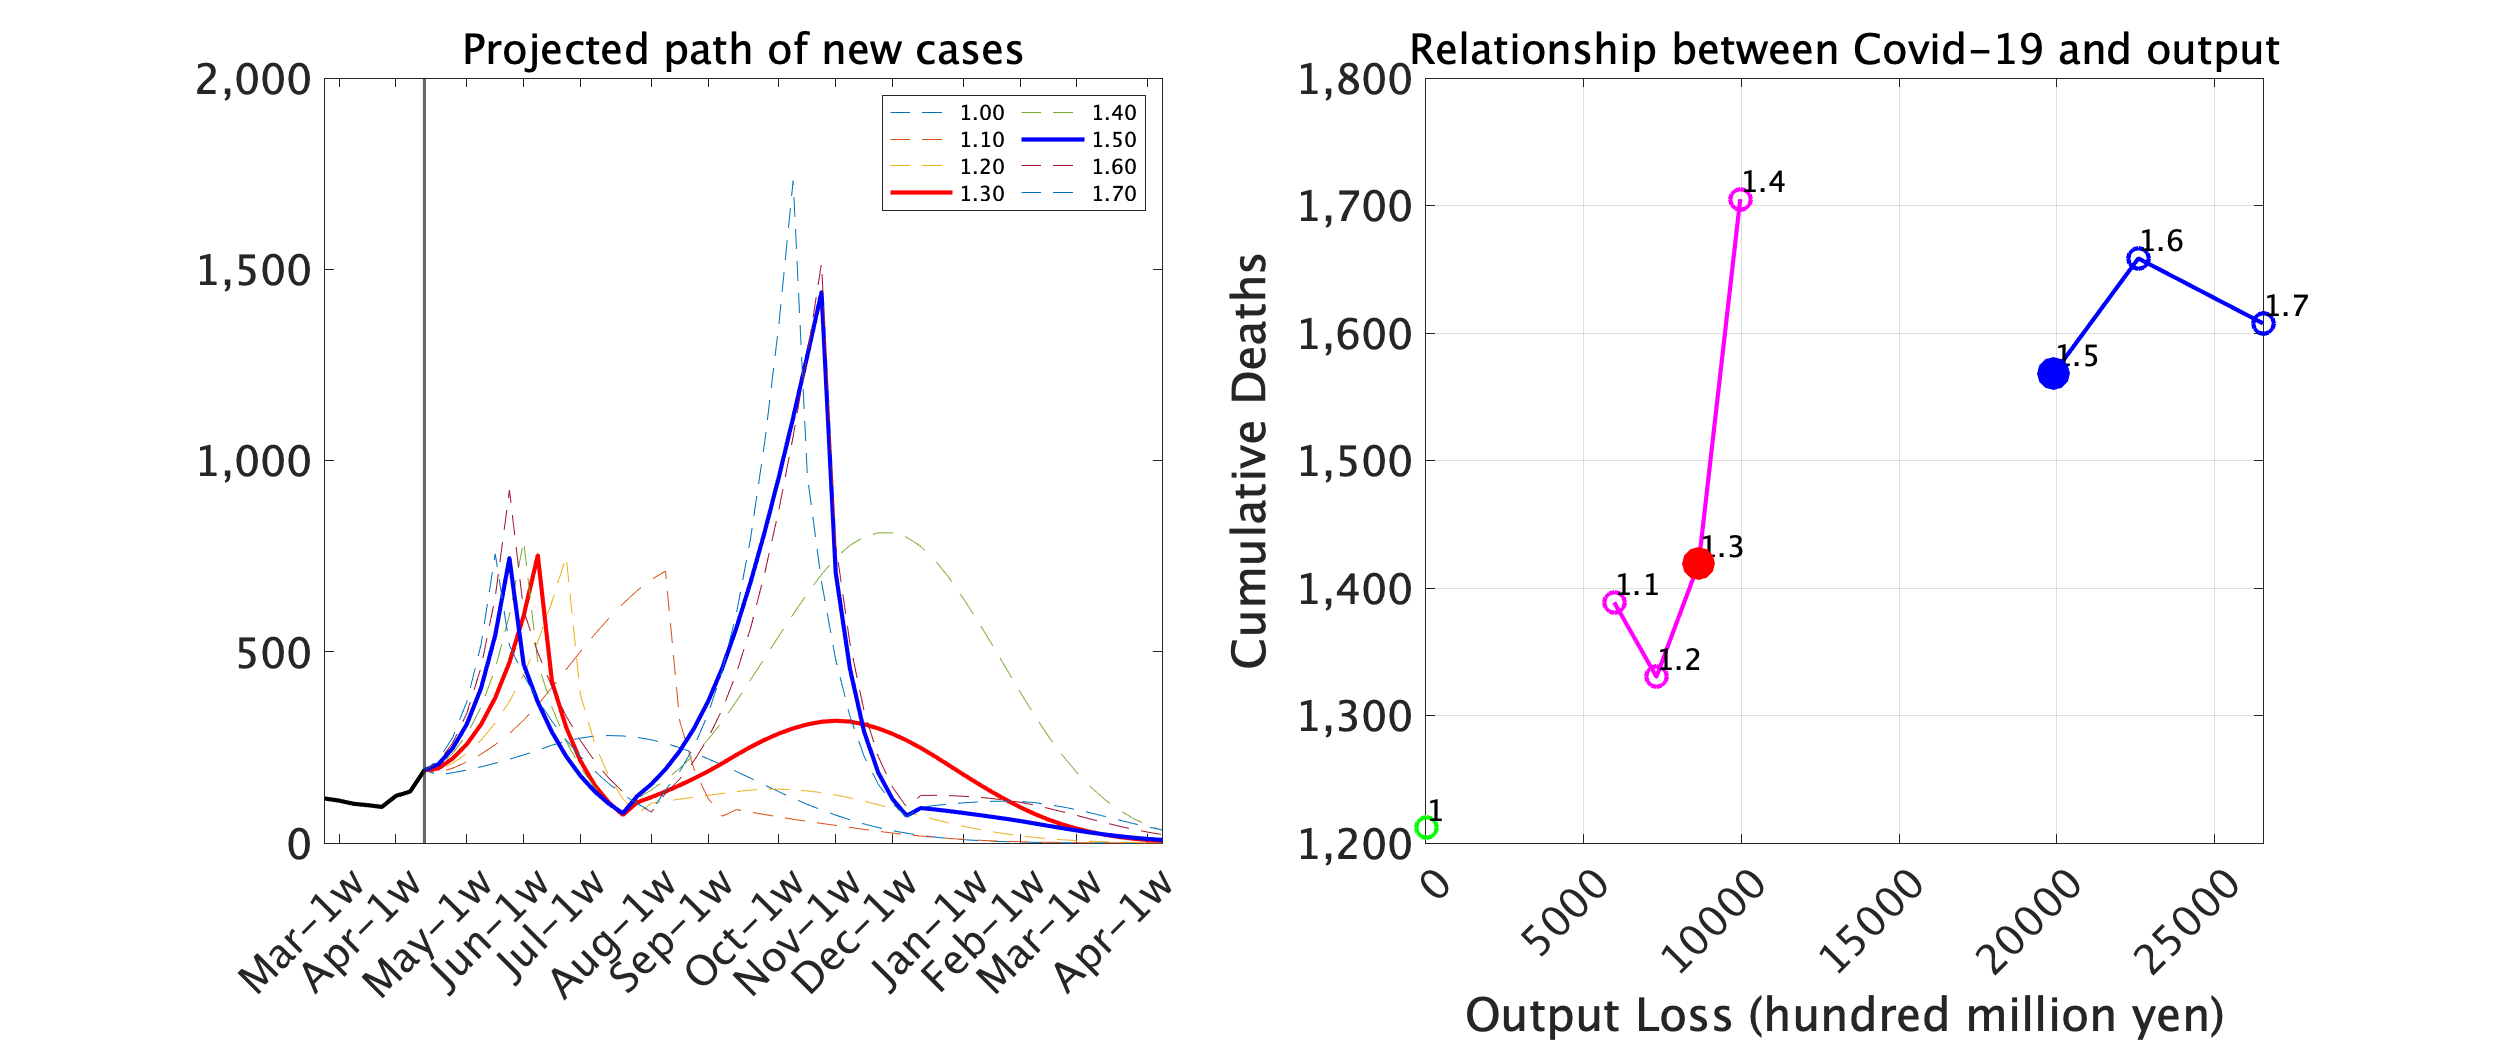 Projected path of new cases
2,000
1,500
1,000
500
0
1.00
1.10
1.20
1.30
1.40
1.50
1.60
1.70
Mar-1w
Apr-1w
May-1w
Jun-1w
Jul-1w
Aug-1w
Sep-1w
Oct-1w
Nov-1w
Dec-1w
Jan-1w
Feb-1w
Mar-1w
Apr-1w
Relationship between Covid-19 and output
Cumulative Deaths
1,800
1,700
1,600
1,500
1,400
1,300
1,200
1.4
1.6
1.7
1.5
1.3
1.1
1.2
1
0
5000
10000
15000
20000
25000
Output Loss (hundred million yen)